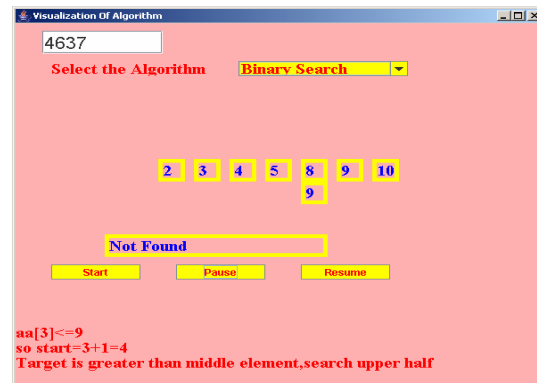 Visualization Of Algorithm
4637
Select the Algorithm Binary Search
2 3 4 5 8 9 10
9
Not Found
Start Pause Resume
aa[3]<=9
so start=3+1=4
Target is greater than middle element,search upper half